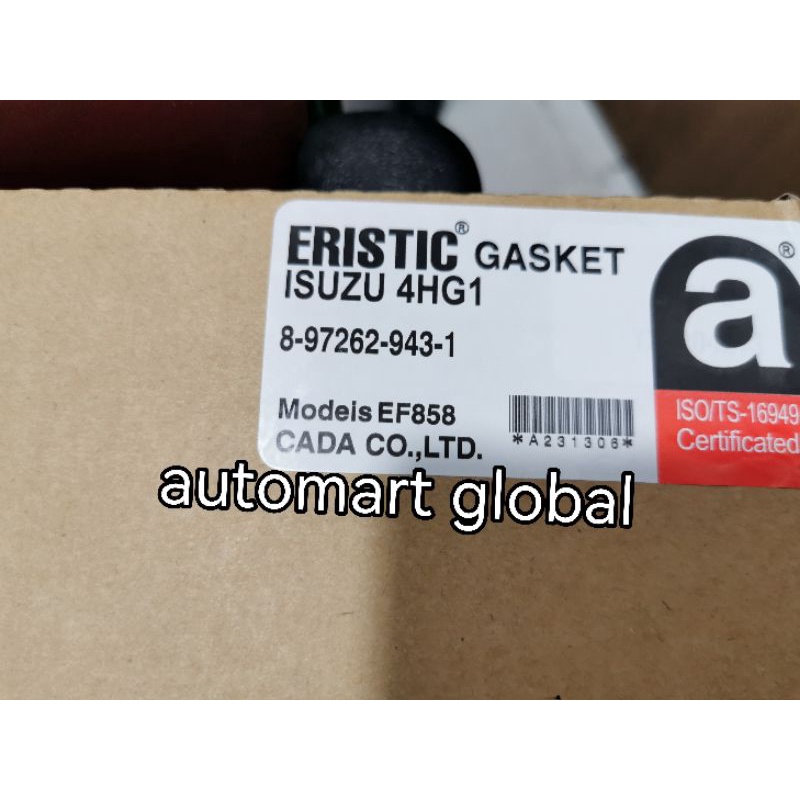 ERISTIC® GASKET
ISUZU 4HG1
8-97262-943-1
Modeis EF858
CADA CO.,LTD.
*A231306*
a®
ISO/TS-16949
Certificated
automart global